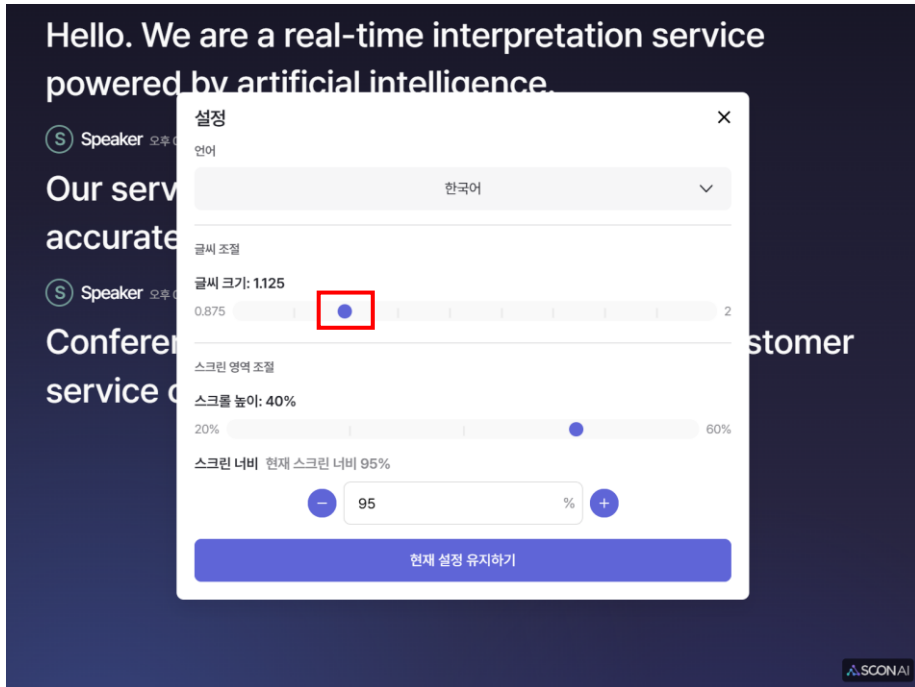 Hello. We are a real-time interpretation service
powered by artificial intelligence.
S Speaker 오후
Our serv
accurate
S Speaker 오후
Confere
stomer
service
설정
언어
한국어
글씨 조절
글씨 크기: 1.125
0.875
2
스크린 영역 조절
스크롤 높이: 40%
20%
60%
스크린 너비 현재 스크린 너비 95%
95 %
현재 설정 유지하기
ASCON AI